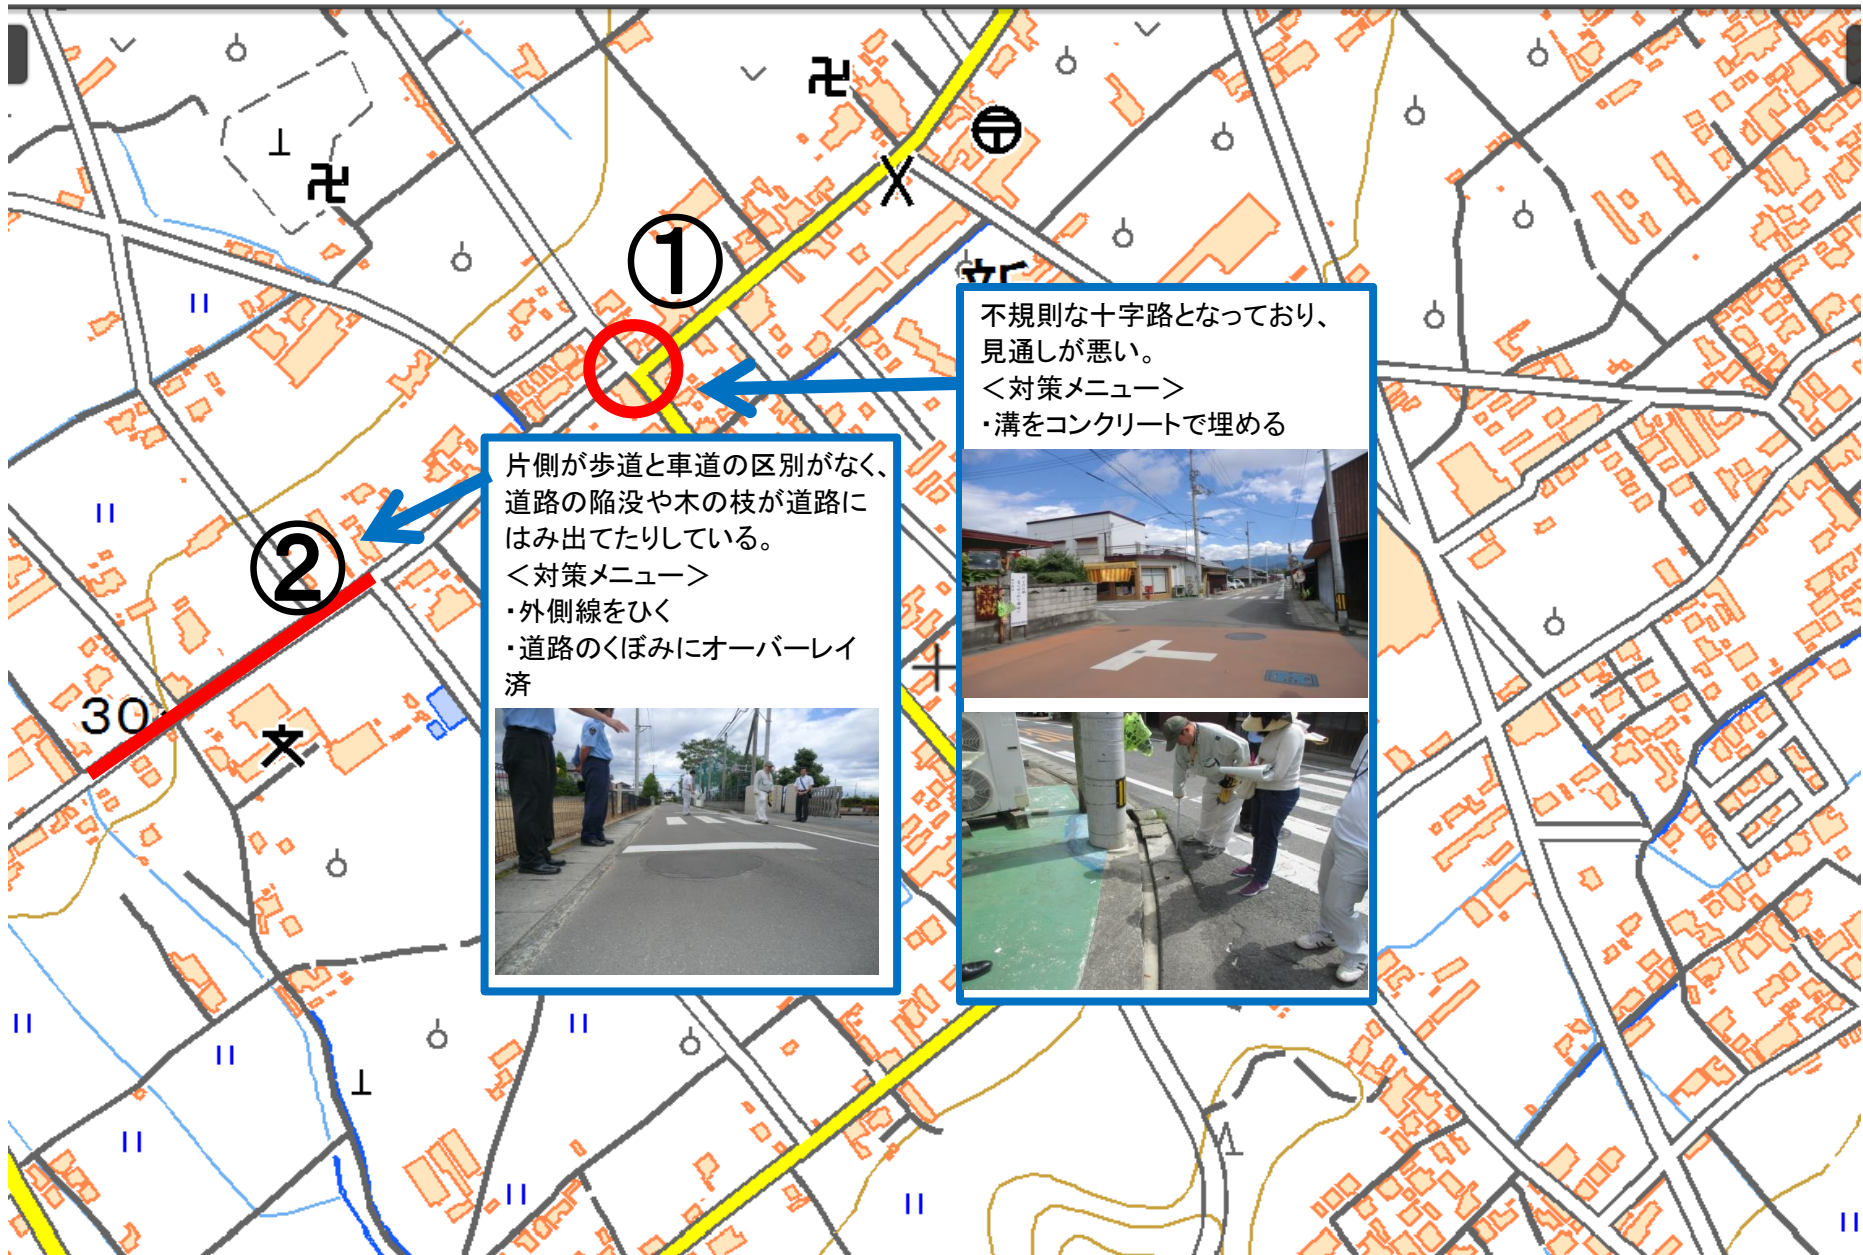 ①
不規則な十字路となっており、
見通しが悪い。
＜対策メニュー＞
・溝をコンクリートで埋める
片側が歩道と車道の区別がなく、
道路の陥没や木の枝が道路に
はみ出てたりしている。
＜対策メニュー＞
・外側線をひく
・道路のくぼみにオーバーレイ
済
②
30